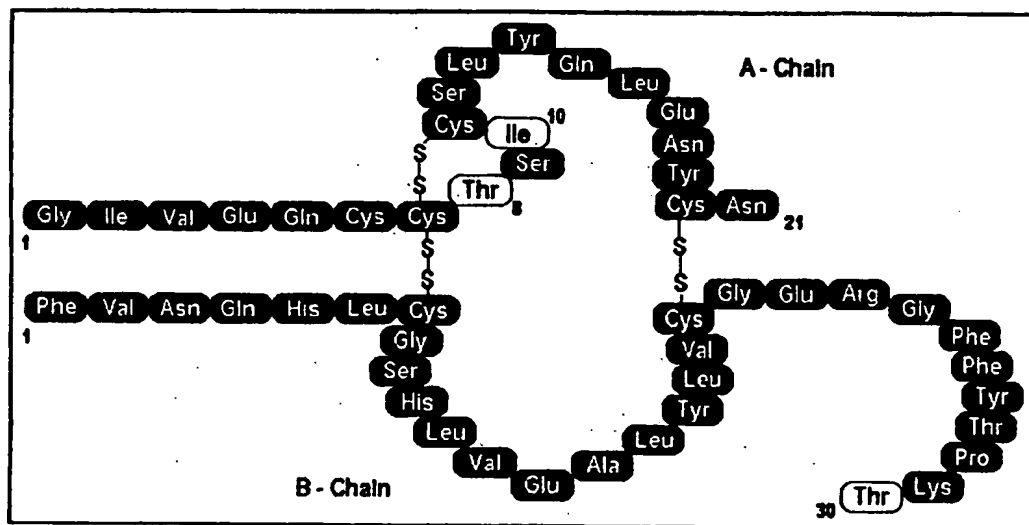 Tyr
Leu Gln
A - Chain
Ser Leu
Cys Ile 10 Glu
S Asn
Ser
S Thr 8 Tyr
Gly Ile Val Glu Gln Cys Cys Cys Asn
1 21
S S
S S
Phe Val Asn Gln His Leu Cys Cys Gly Glu Arg Gly
1
Gly Val Phe
Ser Leu Phe
His Tyr Tyr
Leu Leu Thr
Val Ala Pro
B - Chain Glu
30 Thr Lys